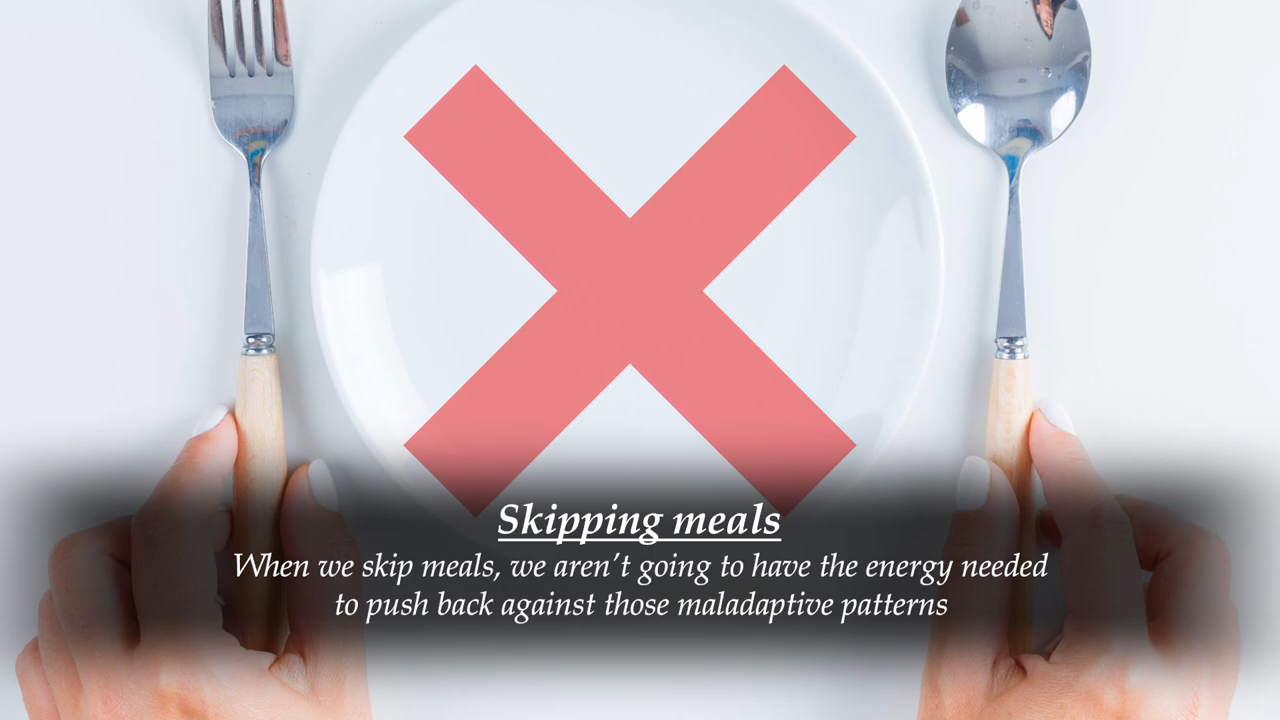 Skipping meals
When we skip meals, we aren't going to have the energy needed
to push back against those maladaptive patterns